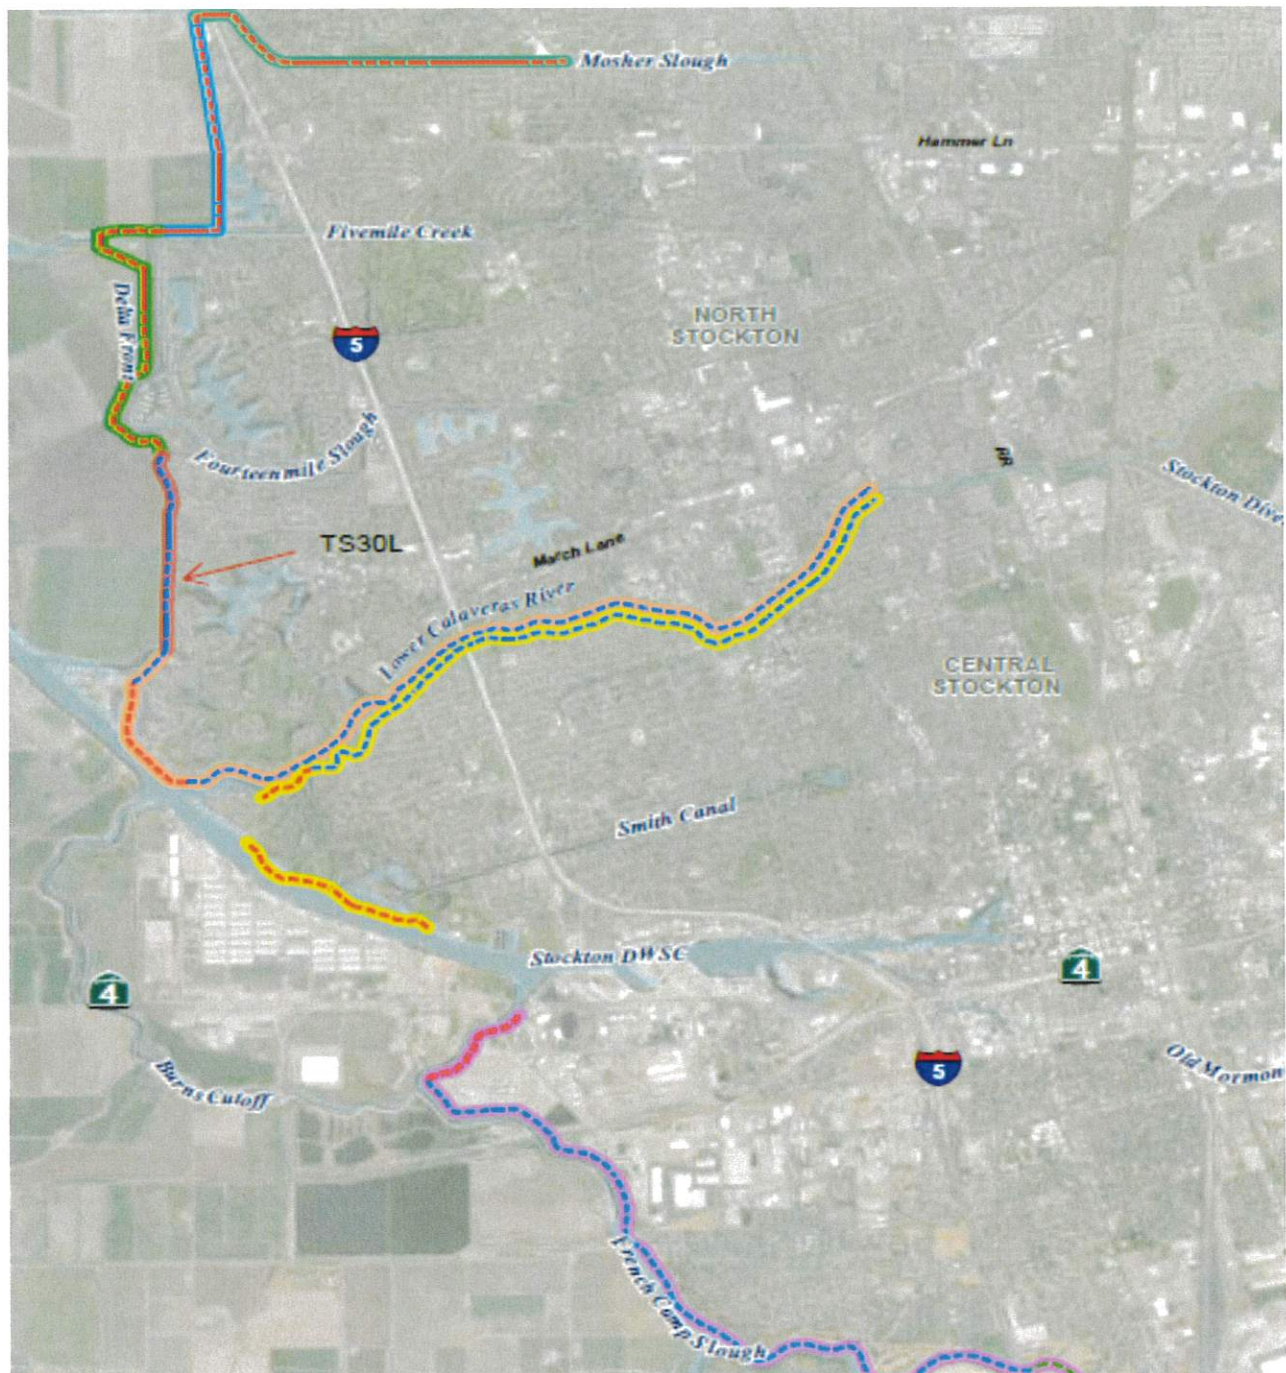 Mosher Slough
Hammer Ln
Fivemile Creek
Delta Front
NORTH
STOCKTON
5
Fourteenmile Slough
RR
Stockton Dive
TS30L
March Lane
Lower Calaveras River
CENTRAL
STOCKTON
Smith Canal
Stockton DWSC
4
4
Burns Cutoff
5
Old Mormon
French Camp Slough